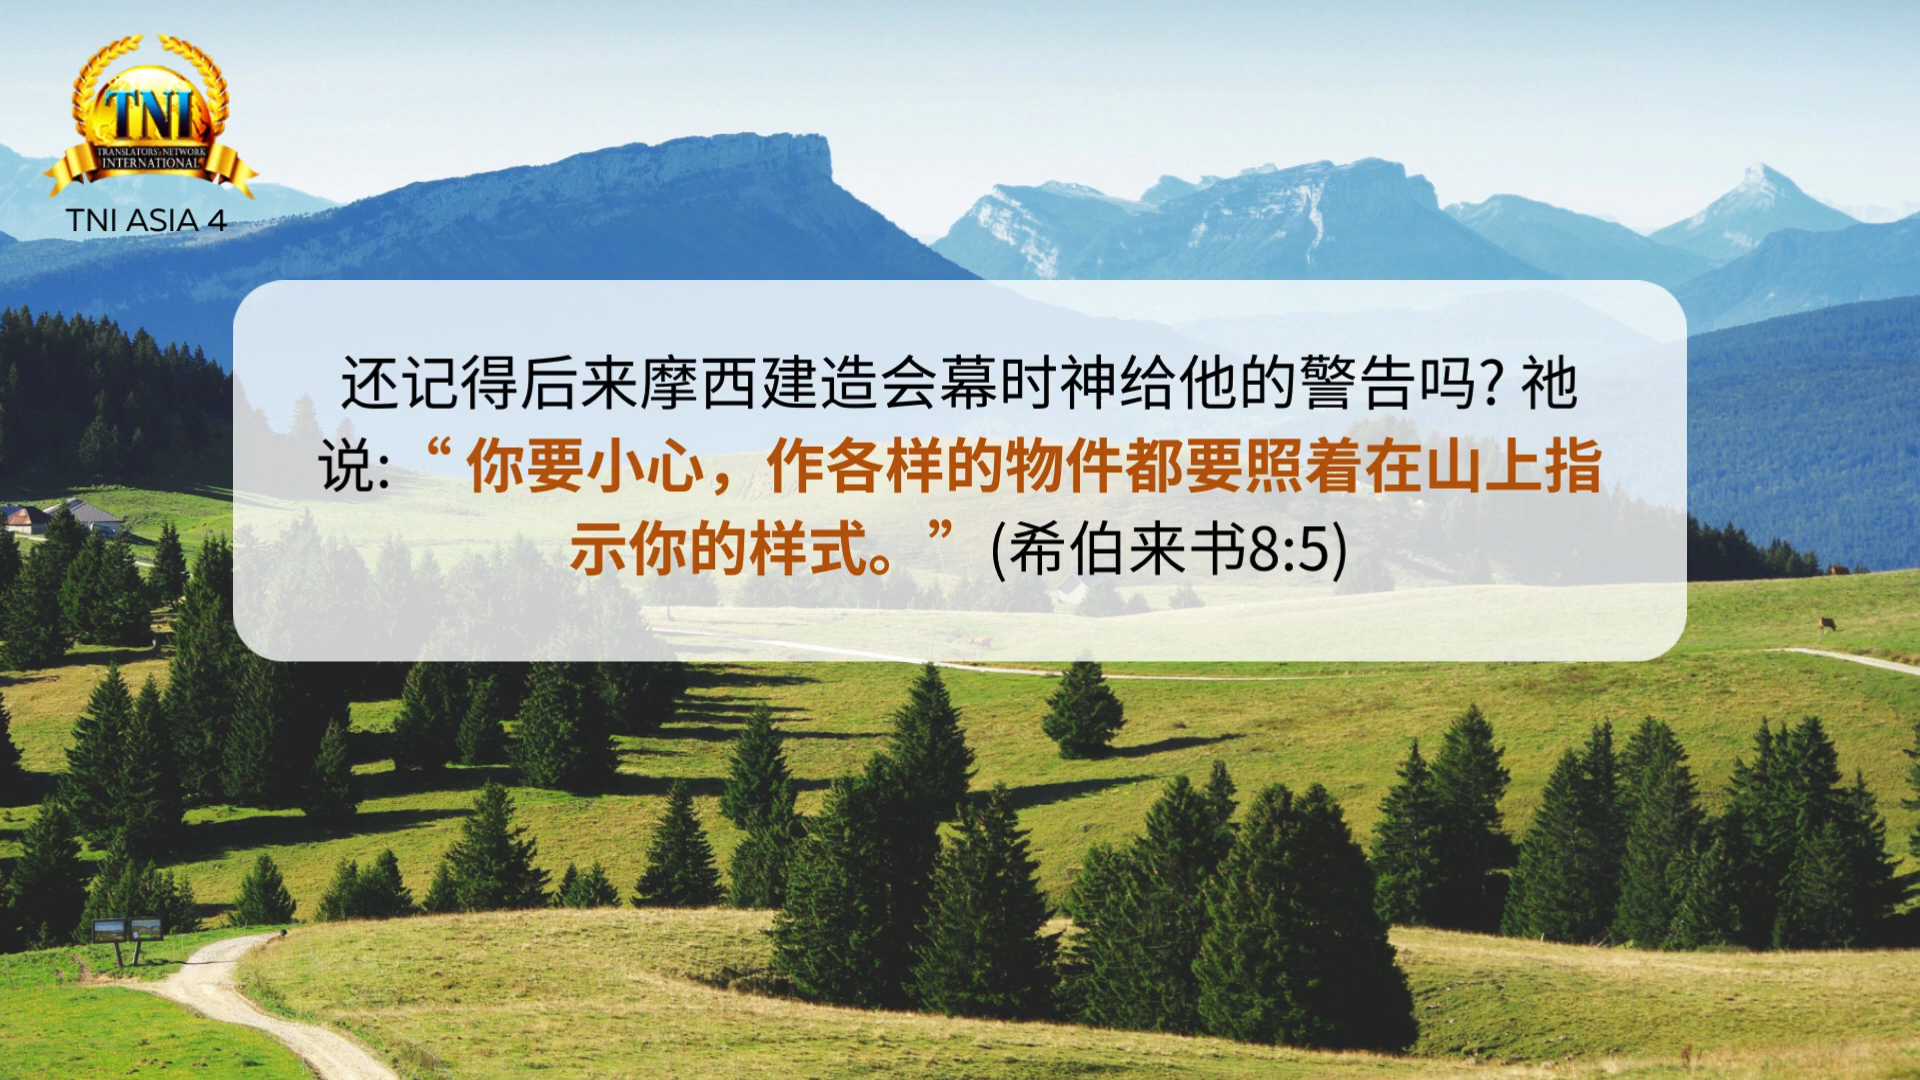 TNI
TRANSLATORS' NETWORK
INTERNATIONAL
TNI ASIA 4
还记得后来摩西建造会幕时神给他的警告吗? 祂
说:“ 你要小心，作各样的物件都要照着在山上指
示你的样式。”(希伯来书8:5)